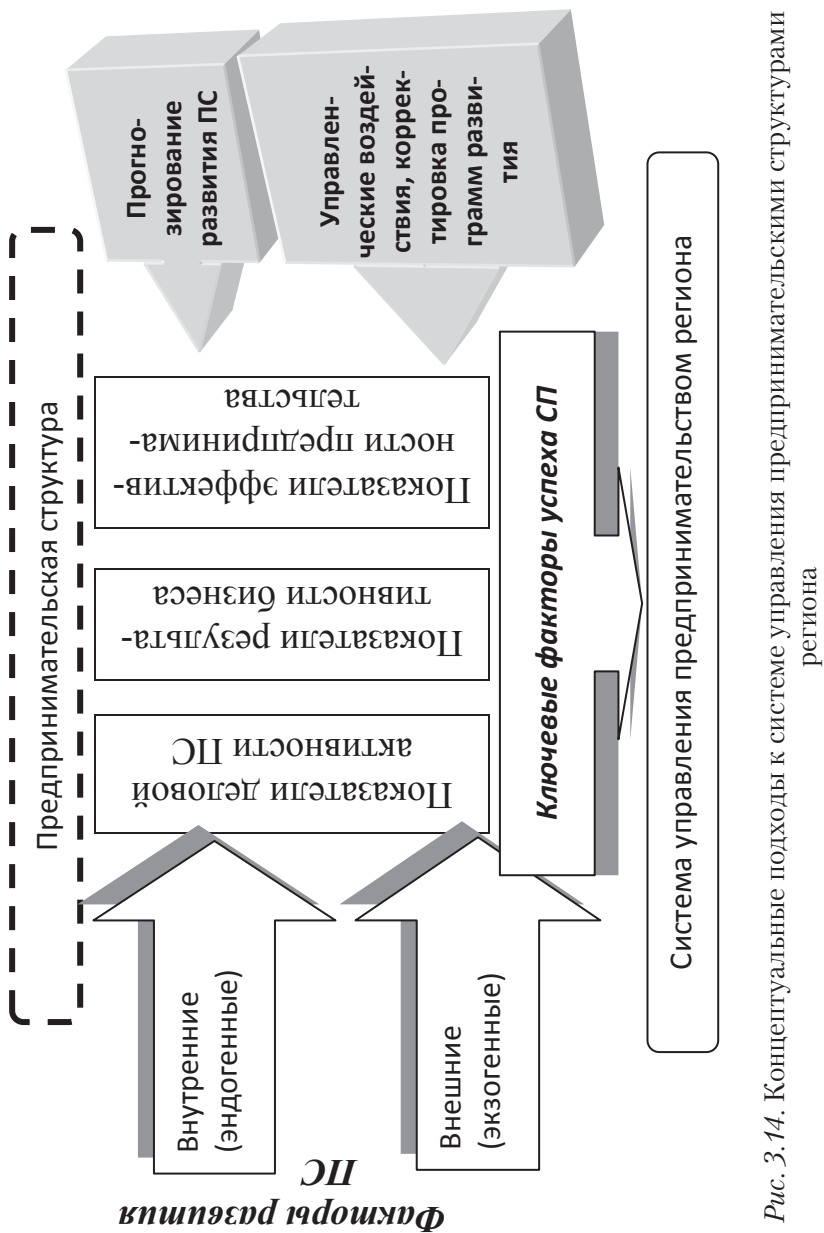 Предпринимательская структура
Факторы развития
ПС
Внутренние
(эндогенные)
Внешние
(экзогенные)
Показатели деловой
активности ПС
Показатели результа-
тивности бизнеса
Показатели эффектив-
ности предпринима-
тельства
Прогно-
зирование
развития ПС
Управлен-
ческие воздей-
ствия, коррек-
тировка про-
грамм разви-
тия
Ключевые факторы успеха СП
Система управления предпринимательством региона
Рис. 3.14. Концептуальные подходы к системе управления предпринимательскими структурами
региона